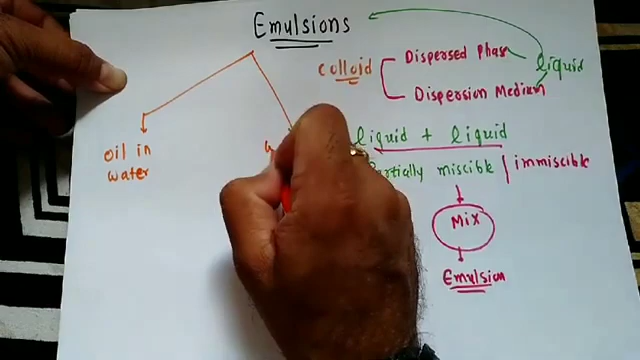 Emulsions
Colloid
Dispersed Phase
liquid
Dispersion Medium
liquid + liquid
Partially miscible | immiscible
oil in
water
Mix
Emulsion